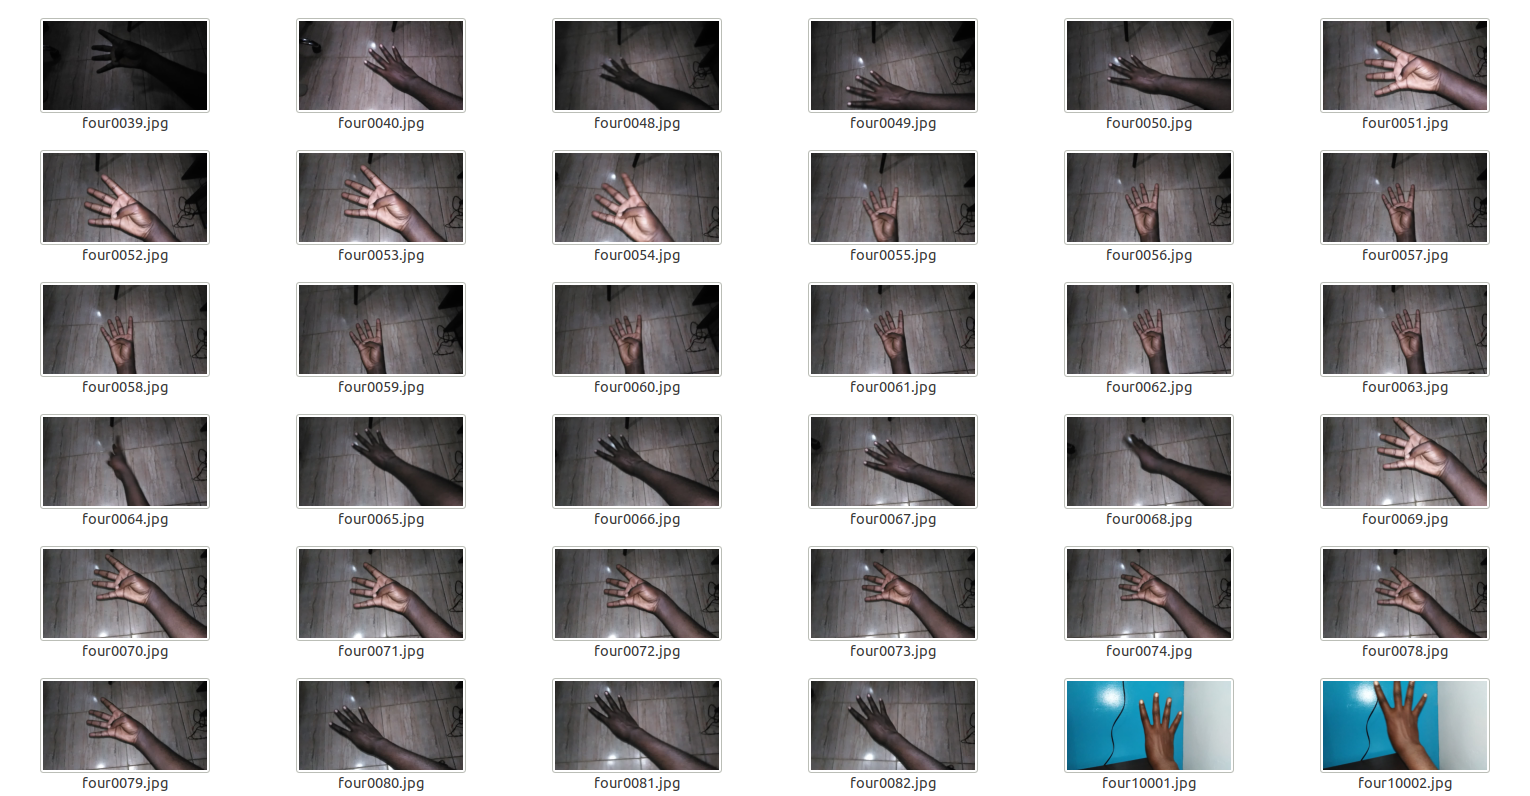 four0039.jpg four0040.jpg four0048.jpg four0049.jpg four0050.jpg four0051.jpg
four0052.jpg four0053.jpg four0054.jpg four0055.jpg four0056.jpg four0057.jpg
four0058.jpg four0059.jpg four0060.jpg four0061.jpg four0062.jpg four0063.jpg
four0064.jpg four0065.jpg four0066.jpg four0067.jpg four0068.jpg four0069.jpg
four0070.jpg four0071.jpg four0072.jpg four0073.jpg four0074.jpg four0078.jpg
four0079.jpg four0080.jpg four0081.jpg four0082.jpg four10001.jpg four10002.jpg